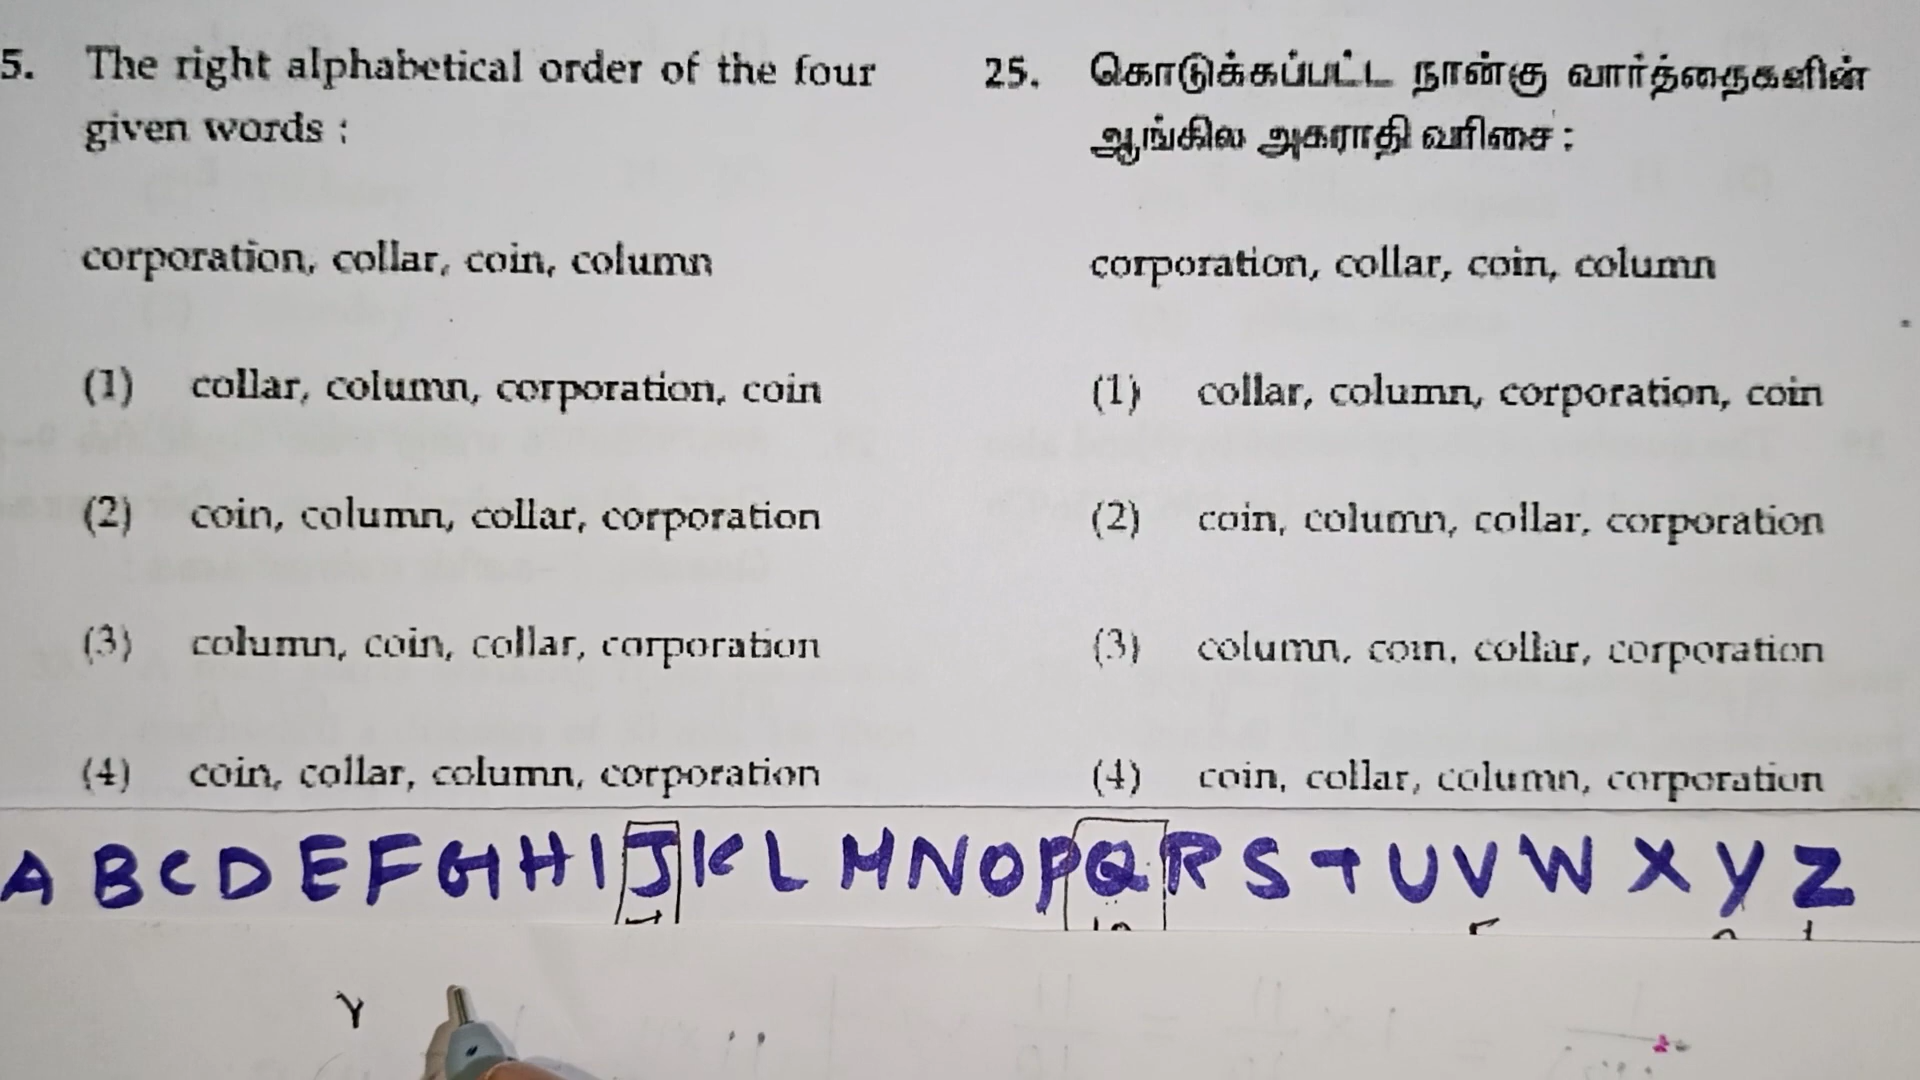 5. The right alphabetical order of the four
given words :
corporation, collar, coin, column
(1) collar, column, corporation, coin
(2) coin, column, collar, corporation
(3) column, coin, collar, corporation
(4) coin, collar, column, corporation
25. கொடுக்கப்பட்ட நான்கு வார்த்தைகளின்
ஆங்கில அகராதி வரிசை :
corporation, collar, coin, column
(1) collar, column, corporation, coin
(2) coin, column, collar, corporation
(3) column, coin, collar, corporation
(4) coin, collar, column, corporation
A B C D E F G H I J K L M N O P Q R S T U V W X Y Z
Y